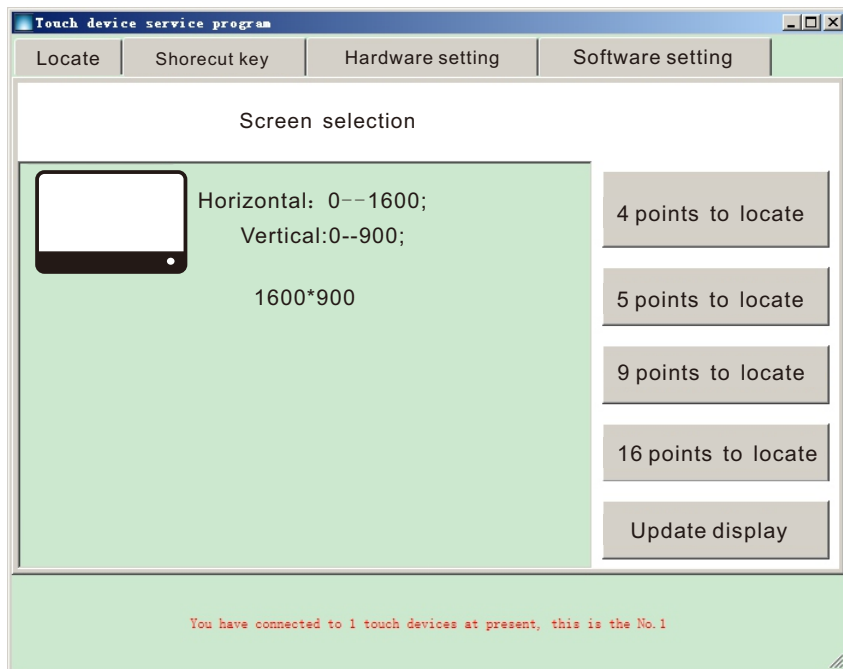 Touch device service program
Locate
Shorecut key
Hardware setting
Software setting
Screen selection
Horizontal：0--1600;
Vertical:0--900;
1600*900
4 points to locate
5 points to locate
9 points to locate
16 points to locate
Update display
You have connected to 1 touch devices at present, this is the No.1